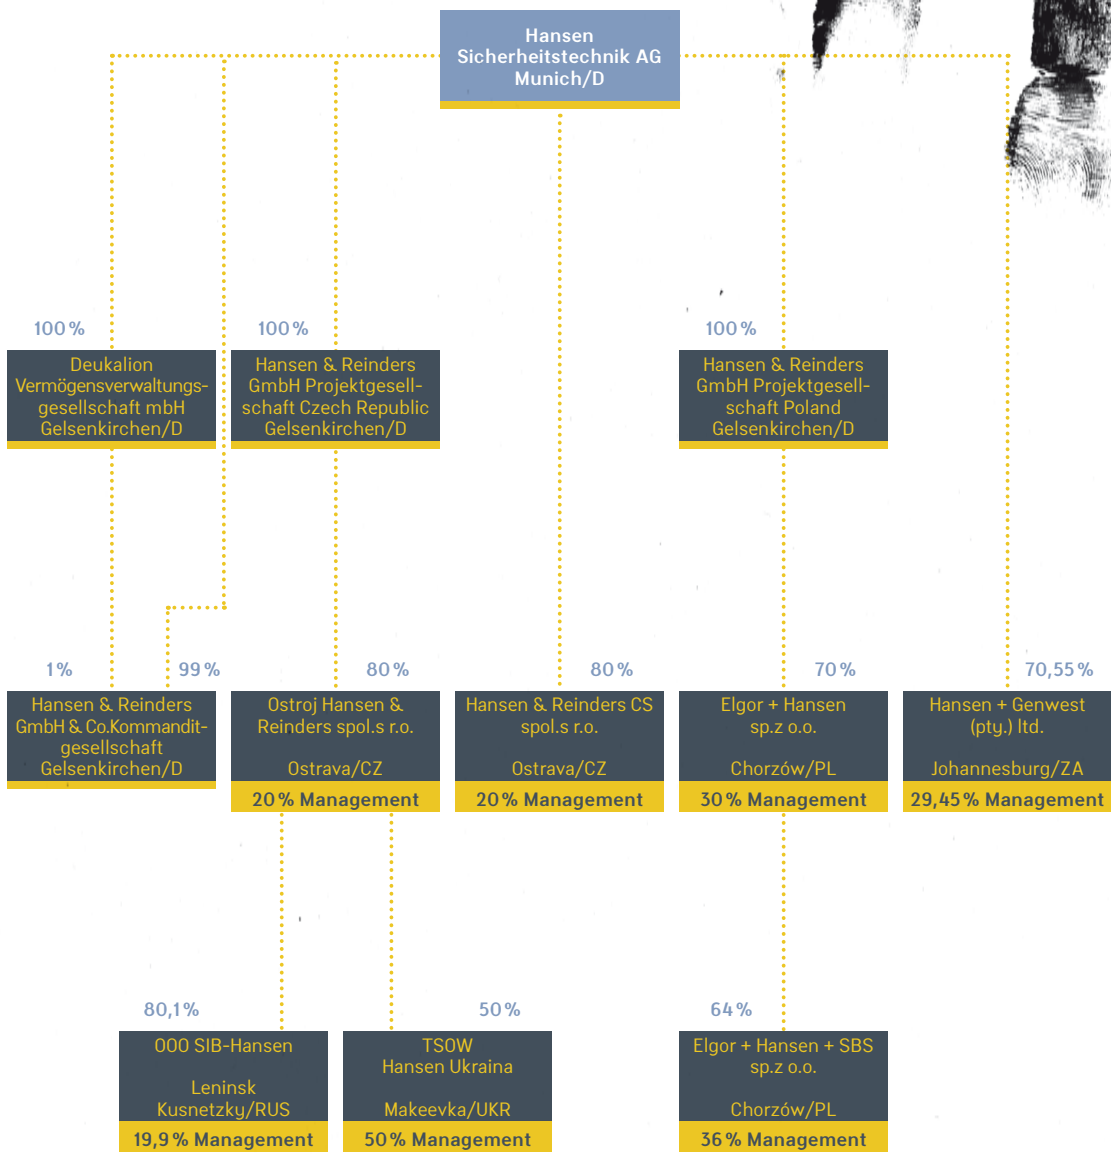 Hansen
Sicherheitstechnik AG
Munich/D
100 %
Deukalion
Vermögensverwaltungs-
gesellschaft mbH
Gelsenkirchen/D
100 %
Hansen & Reinders
GmbH Projektgesell-
schaft Czech Republic
Gelsenkirchen/D
100 %
Hansen & Reinders
GmbH Projektgesell-
schaft Poland
Gelsenkirchen/D
1 %
99 %
Hansen & Reinders
GmbH & Co.Kommandit-
gesellschaft
Gelsenkirchen/D
80 %
Ostroj Hansen &
Reinders spol.s r.o.
Ostrava/CZ
20 % Management
80 %
Hansen & Reinders CS
spol.s r.o.
Ostrava/CZ
20 % Management
70 %
Elgor + Hansen
sp.z o.o.
Chorzów/PL
30 % Management
70,55 %
Hansen + Genwest
(pty.) ltd.
Johannesburg/ZA
29,45 % Management
80,1 %
OOO SIB-Hansen
Leninsk
Kusnetzky/RUS
19,9 % Management
50 %
TSOW
Hansen Ukraina
Makeevka/UKR
50 % Management
64 %
Elgor + Hansen + SBS
sp.z o.o.
Chorzów/PL
36 % Management